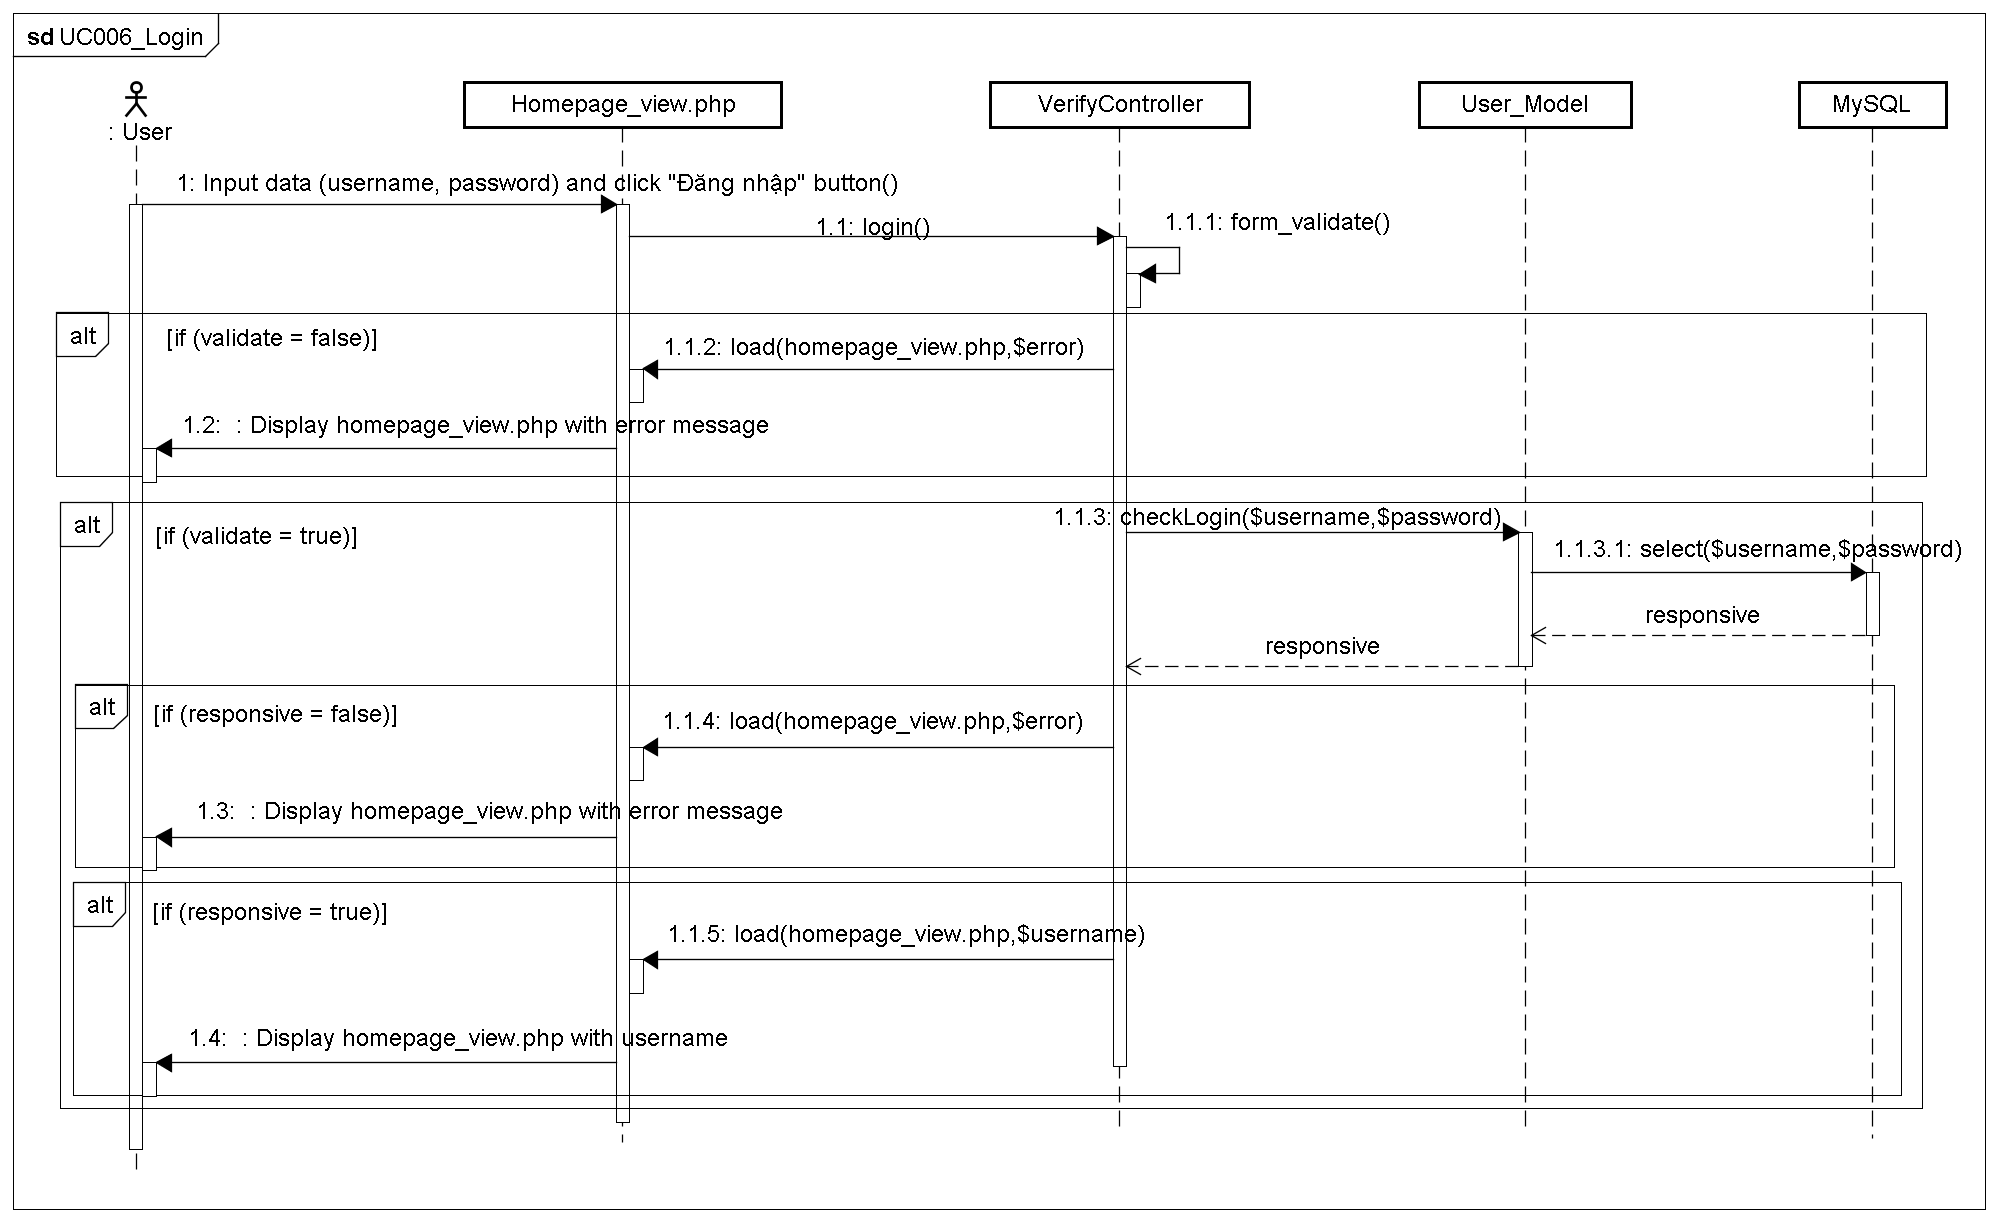 sd UC006_Login
: User
Homepage_view.php
VerifyController
User_Model
MySQL
1: Input data (username, password) and click "Đăng nhập" button()
1.1: login()
1.1.1: form_validate()
alt
[if (validate = false)]
1.1.2: load(homepage_view.php,$error)
1.2:  : Display homepage_view.php with error message
alt
[if (validate = true)]
1.1.3: checkLogin($username,$password)
1.1.3.1: select($username,$password)
responsive
responsive
alt
[if (responsive = false)]
1.1.4: load(homepage_view.php,$error)
1.3:  : Display homepage_view.php with error message
alt
[if (responsive = true)]
1.1.5: load(homepage_view.php,$username)
1.4:  : Display homepage_view.php with username